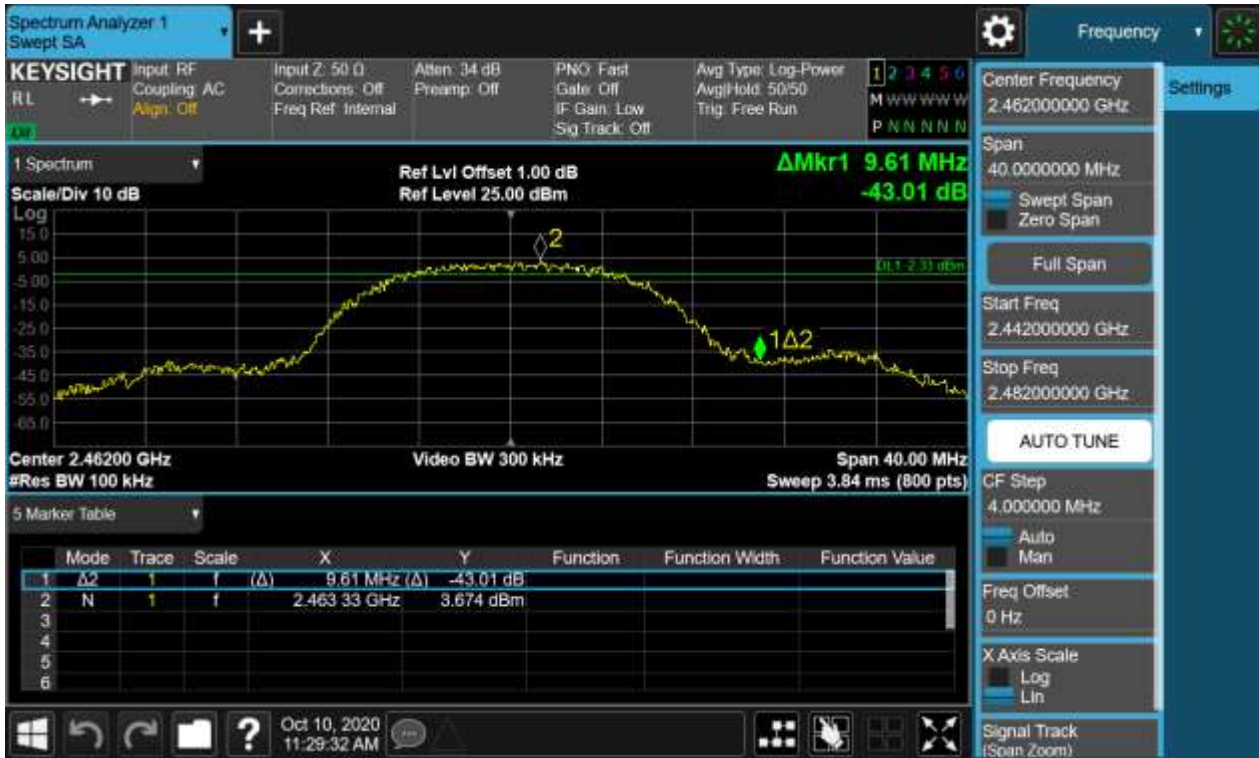 Spectrum Analyzer 1
Swept SA
+
Frequency
KEYSIGHT
RL
Input: RF
Coupling: AC
Align: Off
Input Z: 50 Ω
Corrections: Off
Freq Ref: Internal
Atten: 34 dB
Preamp: Off
PNO: Fast
Gate: Off
IF Gain: Low
Sig Track: Off
Avg Type: Log-Power
Avg|Hold: 50/50
Trig: Free Run
1 2 3 4 5 6
M W W W W W
P N N N N N
Center Frequency
2.462000000 GHz
Settings
Span
40.0000000 MHz
Swept Span
Zero Span
Full Span
Start Freq
2.442000000 GHz
Stop Freq
2.482000000 GHz
AUTO TUNE
CF Step
4.000000 MHz
Auto
Man
Freq Offset
0 Hz
X Axis Scale
Log
Lin
Signal Track
(Span Zoom)
1 Spectrum
Scale/Div 10 dB
Ref Lvl Offset 1.00 dB
Ref Level 25.00 dBm
ΔMkr1 9.61 MHz
-43.01 dB
Log
15.0
5.00
-5.00
-15.0
-25.0
-35.0
-45.0
-55.0
-65.0
2
DL1 -2.33 dBm
1Δ2
Center 2.46200 GHz
Video BW 300 kHz
Span 40.00 MHz
#Res BW 100 kHz
Sweep 3.84 ms (800 pts)
5 Marker Table
Mode Trace Scale X Y Function Function Width Function Value
1 Δ2 1 f (Δ) 9.61 MHz (Δ) -43.01 dB
2 N 1 f 2.463 33 GHz 3.674 dBm
3
4
5
6
?
Oct 10, 2020
11:29:32 AM